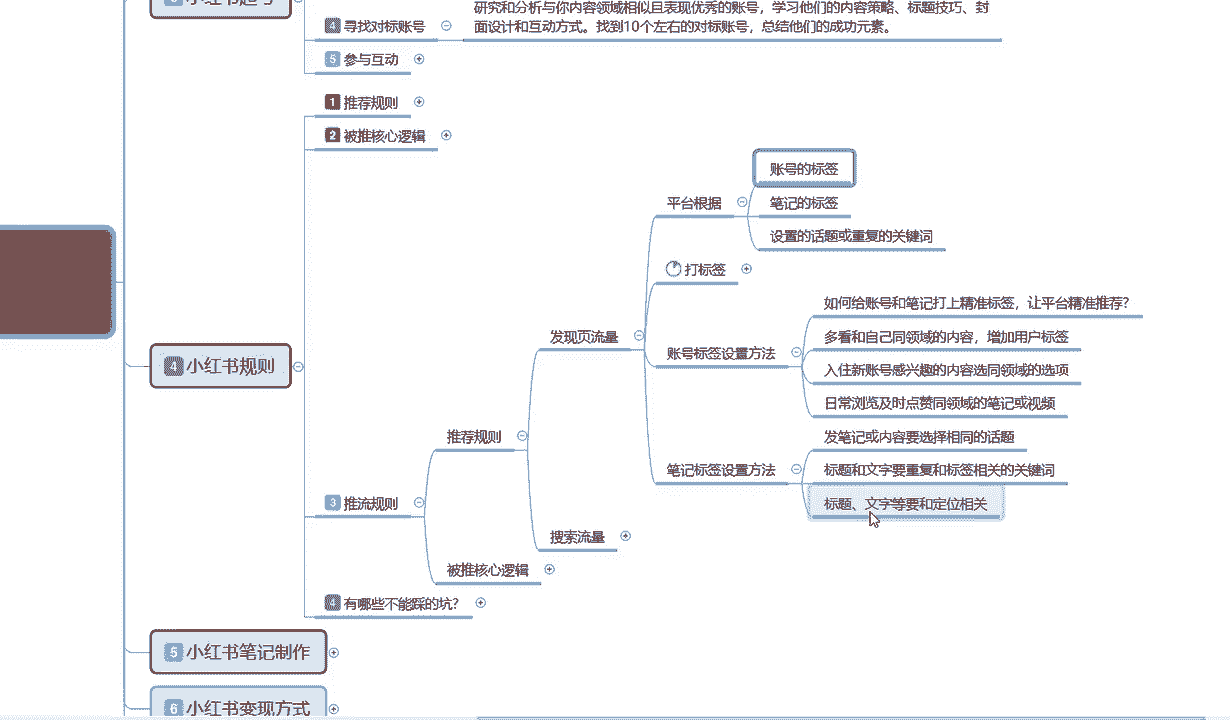 小红书起号
研究和分析与你内容领域相似且表现优秀的账号，学习他们的内容策略、标题技巧、封
面设计和互动方式。找到10个左右的对标账号，总结他们的成功元素。
4 寻找对标账号
5 参与互动
1 推荐规则
2 被推核心逻辑
账号的标签
平台根据
笔记的标签
设置的话题或重复的关键词
打标签
如何给账号和笔记打上精准标签，让平台精准推荐？
发现页流量
多看和自己同领域的内容，增加用户标签
账号标签设置方法
4 小红书规则
入住新账号感兴趣的内容选同领域的选项
日常浏览及时点赞同领域的笔记或视频
推荐规则
发笔记或内容要选择相同的话题
笔记标签设置方法
标题和文字要重复和标签相关的关键词
3 推流规则
标题、文字等要和定位相关
搜索流量
被推核心逻辑
4 有哪些不能踩的坑？
5 小红书笔记制作
6 小红书变现方式